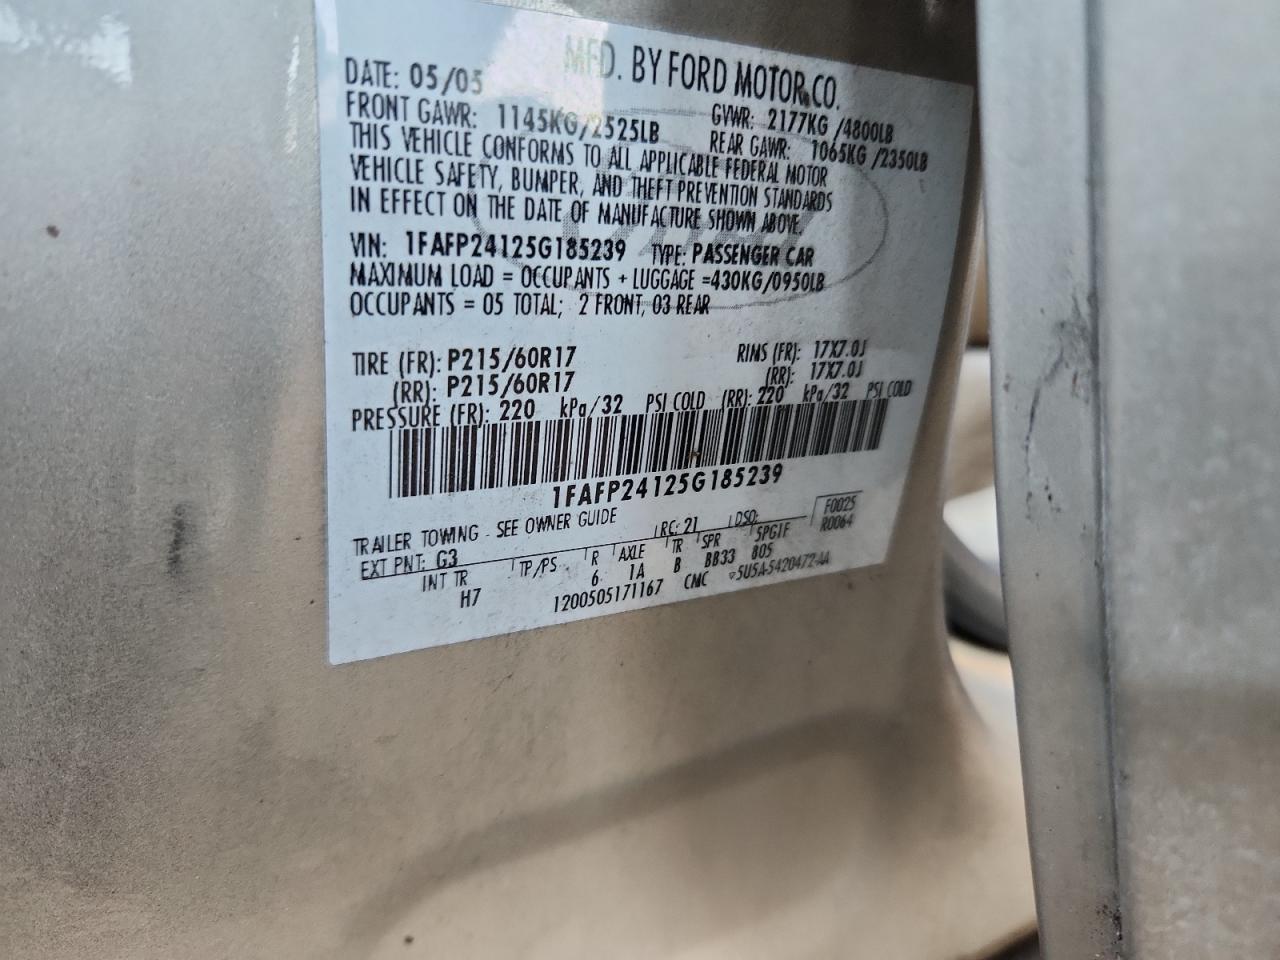 MFD. BY FORD MOTOR CO.
DATE: 05/05
GVWR: 2177KG /4800LB
FRONT GAWR: 1145KG/2525LB REAR GAWR: 1065KG /2350LB
THIS VEHICLE CONFORMS TO ALL APPLICABLE FEDERAL MOTOR
VEHICLE SAFETY, BUMPER, AND THEFT PREVENTION STANDARDS
IN EFFECT ON THE DATE OF MANUFACTURE SHOWN ABOVE.
VIN: 1FAFP24125G185239 TYPE: PASSENGER CAR
MAXIMUM LOAD = OCCUPANTS + LUGGAGE =430KG/0950LB
OCCUPANTS = 05 TOTAL; 2 FRONT, 03 REAR
TIRE (FR): P215/60R17 RIMS (FR): 17X7.0J
(RR): P215/60R17 (RR): 17X7.0J
PRESSURE (FR): 220 kPa/32 PSI COLD (RR): 220 kPa/32 PSI COLD
1FAFP24125G185239
TRAILER TOWING - SEE OWNER GUIDE RC: 21 DSO: F0025
EXT PNT: G3 R0064
INT TR TP/PS R AXLE TR SPR 5PG1F
H7 6 1A B BB33 805
1200505171167 CMC ▽5U5A-5420472-AA